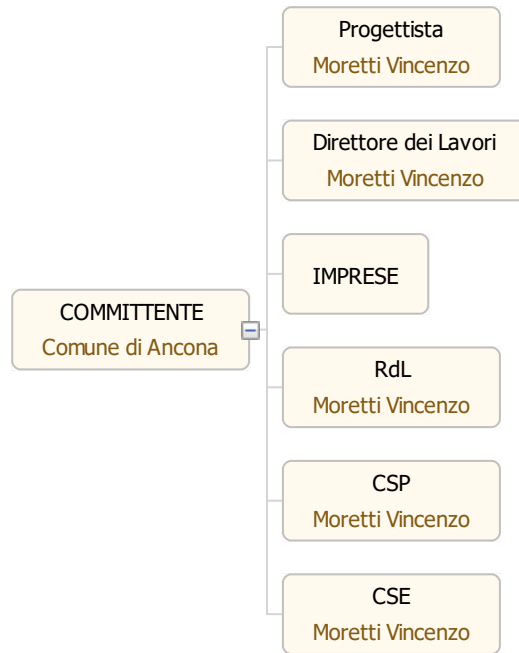 Progettista
Moretti Vincenzo
Direttore dei Lavori
Moretti Vincenzo
IMPRESE
COMMITTENTE
Comune di Ancona
RdL
Moretti Vincenzo
CSP
Moretti Vincenzo
CSE
Moretti Vincenzo